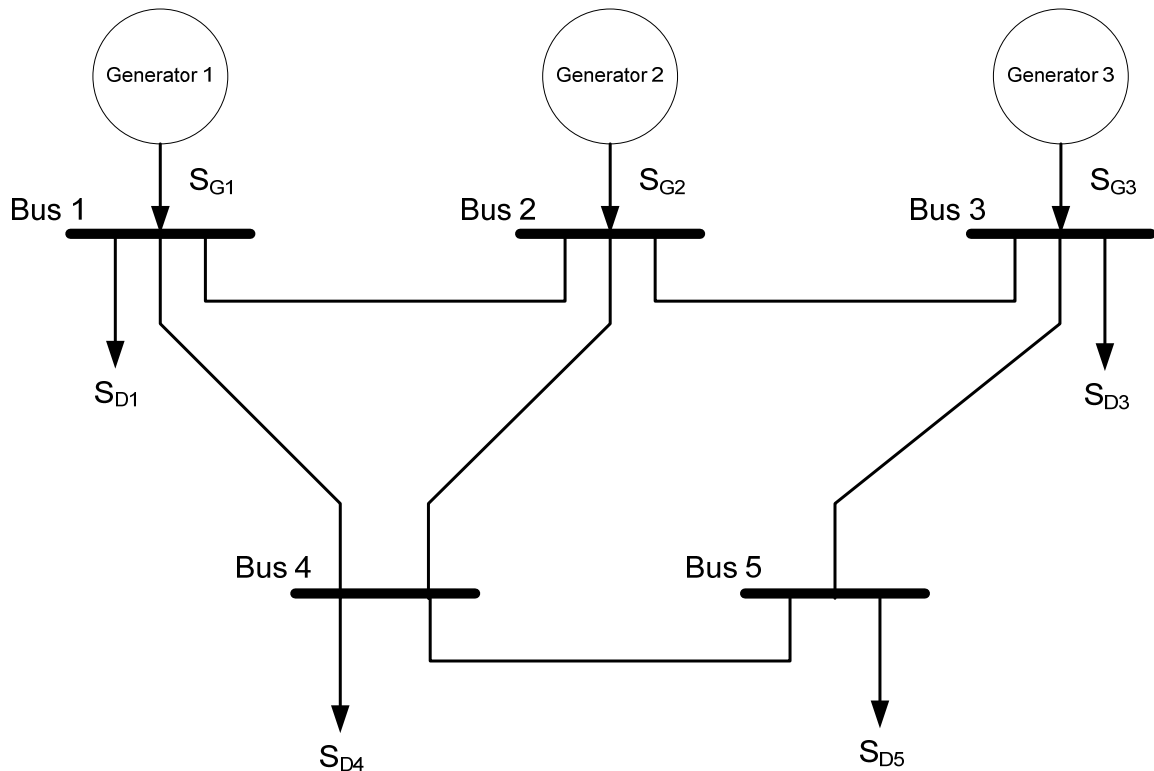 Generator 1
Generator 2
Generator 3
SG1
SG2
SG3
Bus 1
Bus 2
Bus 3
SD1
SD3
Bus 4
Bus 5
SD4
SD5